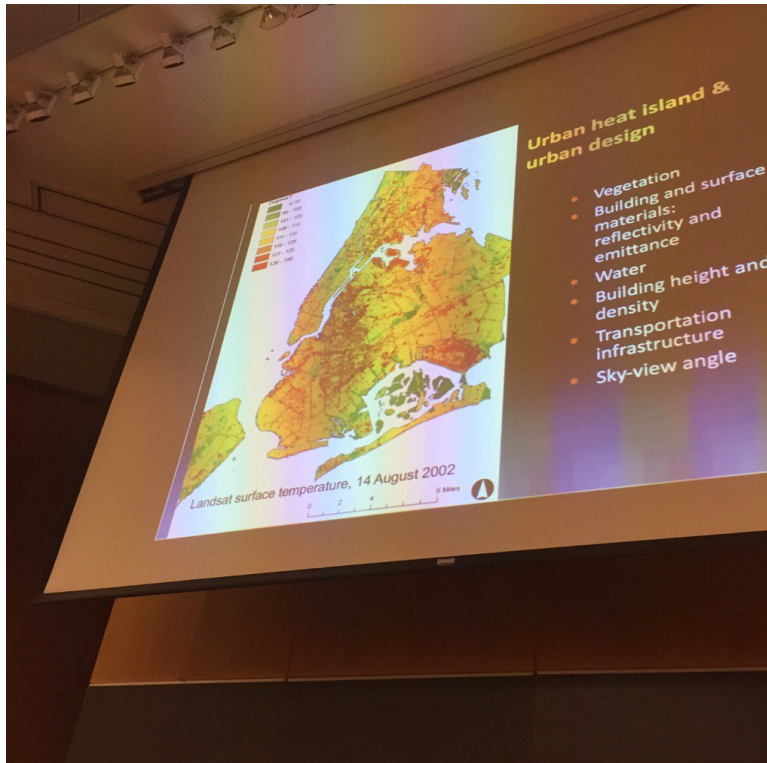 Urban heat island &
urban design
Vegetation
Building and surface
materials:
reflectivity and
emittance
Water
Building height and
density
Transportation
infrastructure
Sky-view angle
Landsat surface temperature, 14 August 2002
0 2 4 8 Miles